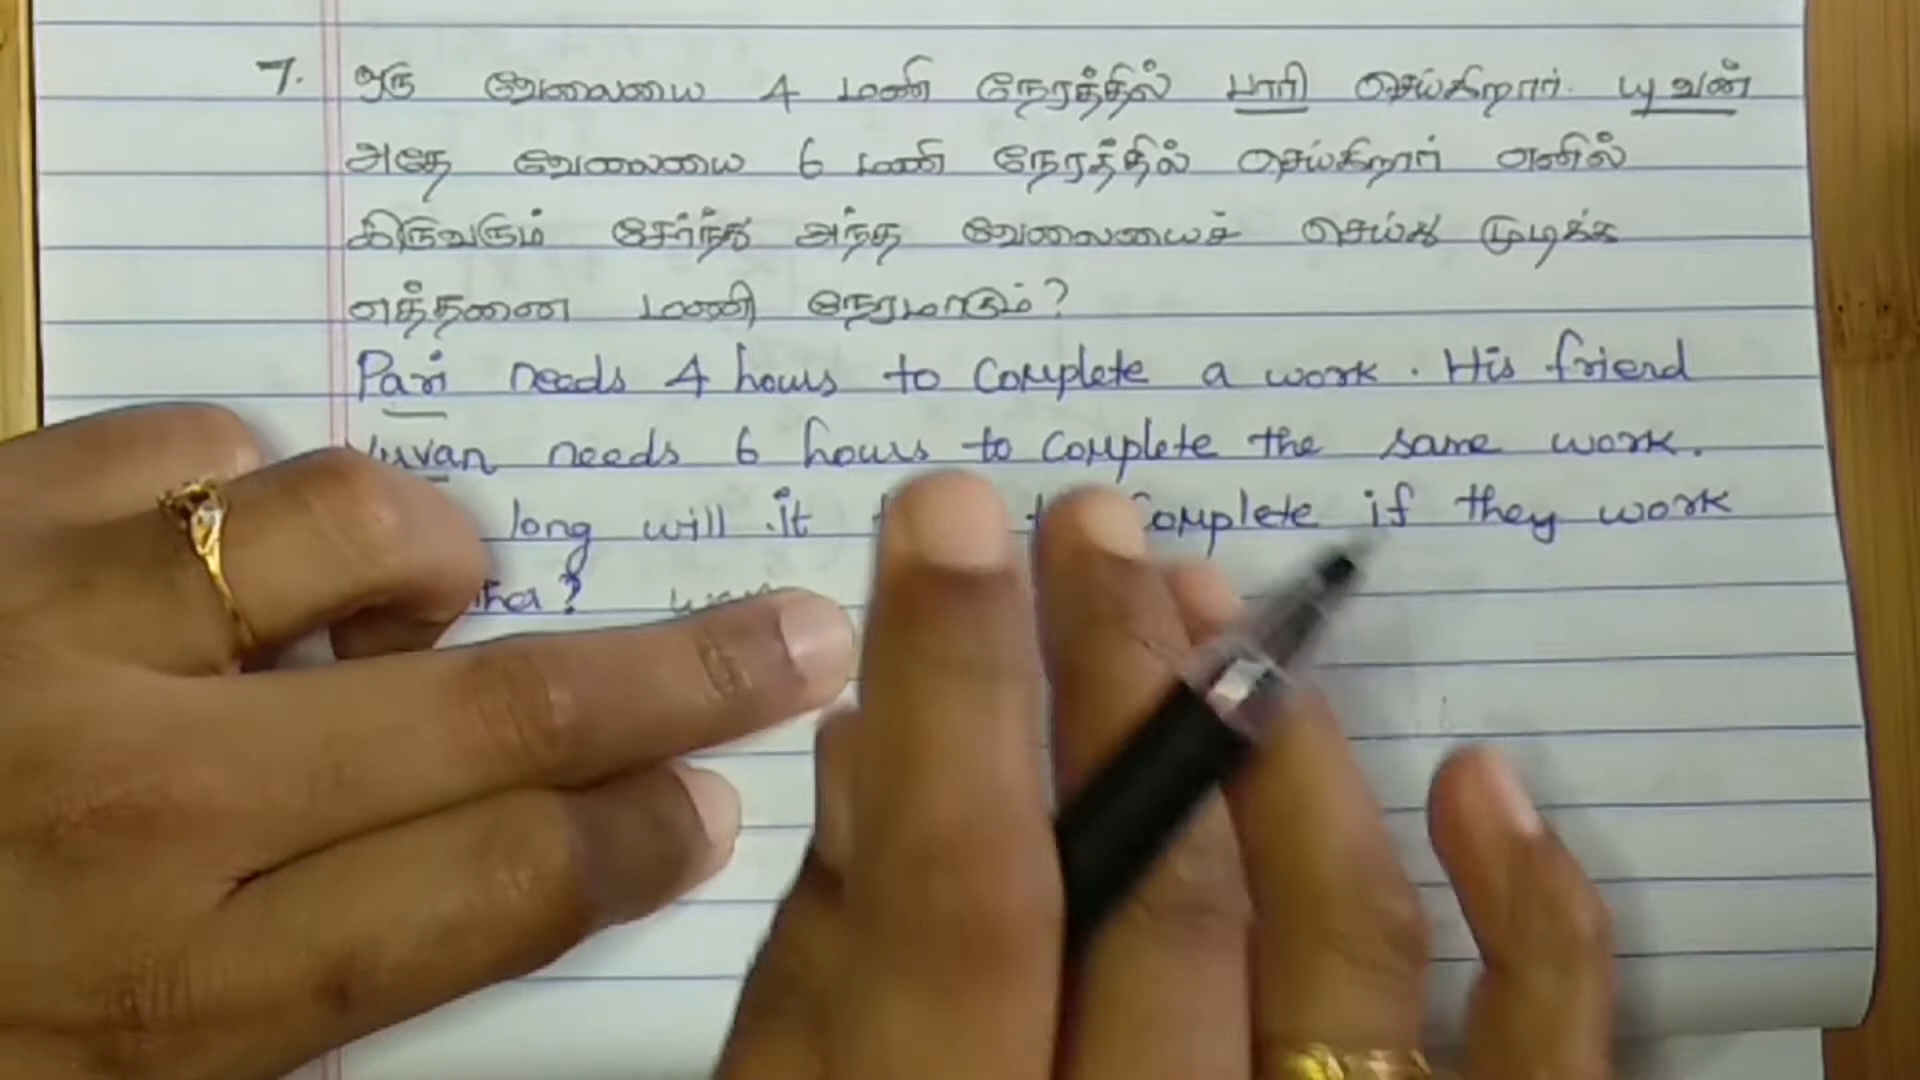 7. ஒரு வேலையை 4 மணி நேரத்தில் பாரி செய்கிறார். யுவன்
அதே வேலையை 6 மணி நேரத்தில் செய்கிறார் எனில்
இருவரும் சேர்ந்து அந்த வேலையைச் செய்து முடிக்க
எத்தனை மணி நேரமாகும்?
Pari needs 4 hours to complete a work. His friend
Yuvan needs 6 hours to complete the same work.
long will it complete if they work